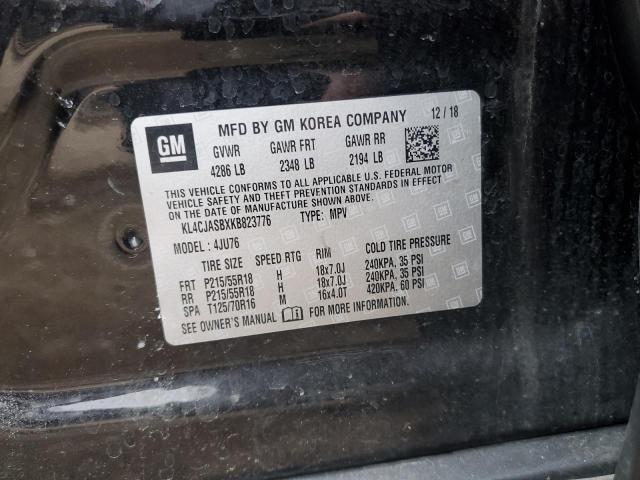 GM
MFD BY GM KOREA COMPANY 12 / 18
GVWR GAWR FRT GAWR RR
4286 LB 2348 LB 2194 LB
THIS VEHICLE CONFORMS TO ALL APPLICABLE U.S. FEDERAL MOTOR
VEHICLE SAFETY AND THEFT PREVENTION STANDARDS IN EFFECT
ON THE DATE OF MANUFACTURE SHOWN ABOVE.
KL4CJASBXKB823776 TYPE: MPV
MODEL: 4JU76
TIRE SIZE SPEED RTG RIM COLD TIRE PRESSURE
FRT P215/55R18 H 18x7.0J 240KPA, 35 PSI
RR P215/55R18 H 18x7.0J 240KPA, 35 PSI
SPA T125/70R16 M 16x4.0T 420KPA, 60 PSI
SEE OWNER'S MANUAL FOR MORE INFORMATION.